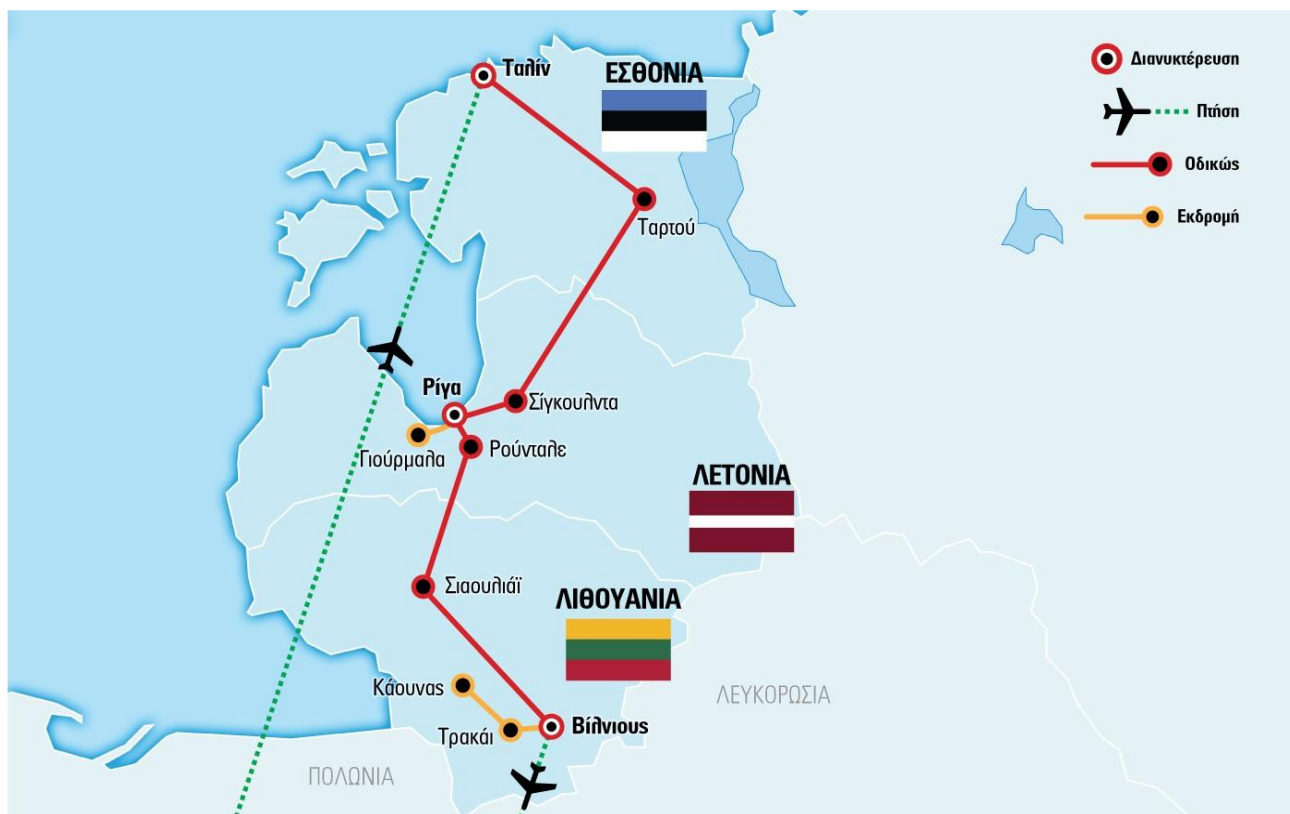 Ταλίν
ΕΣΘΟΝΙΑ
Διανυκτέρευση
Πτήση
Οδικώς
Εκδρομή
Ταρτού
Ρίγα
Σίγκουλντα
Γιούρμαλα
Ρούνταλε
ΛΕΤΟΝΙΑ
Σιαουλιάϊ
ΛΙΘΟΥΑΝΙΑ
Κάουνας
ΛΕΥΚΟΡΩΣΙΑ
Τρακάι
Βίλνιους
ΠΟΛΩΝΙΑ